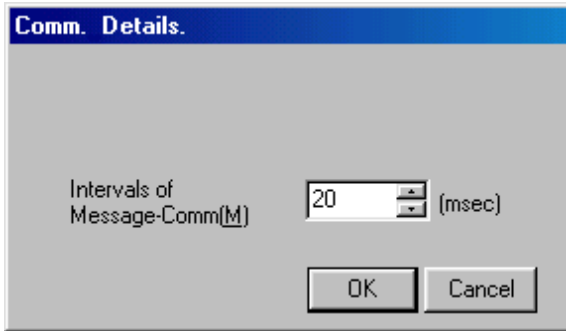 Comm. Details.
Intervals of
Message-Comm(M)
20
(msec)
OK
Cancel